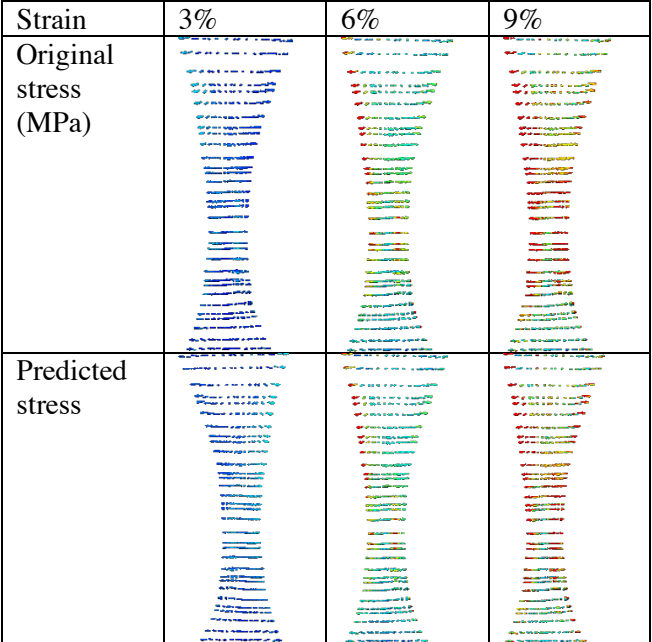 Strain 3% 6% 9%
Original
stress
(MPa)
Predicted
stress